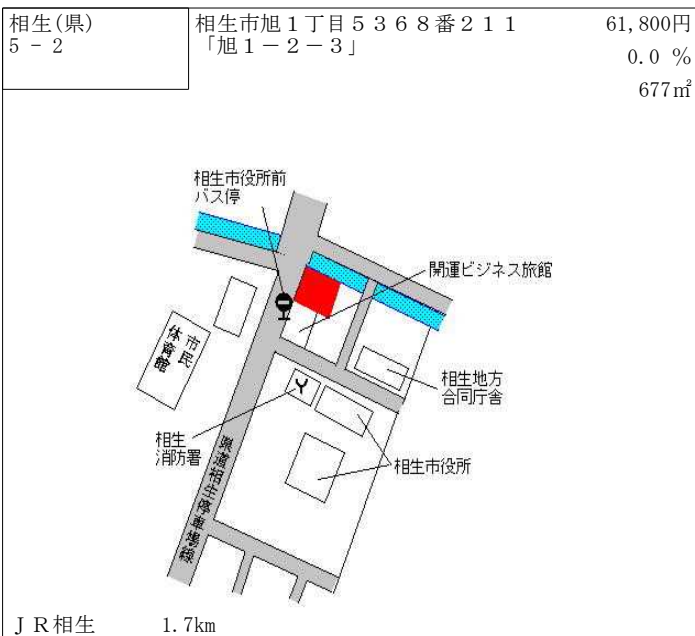 相生(県)
5 － 2
相生市旭１丁目５３６８番２１１
「旭１－２－３」
61,800円
0.0 %
677㎡
相生市役所前
バス停
開運ビジネス旅館
市民
体育館
相生地方
合同庁舎
相生
消防署
相生市役所
県道相生停車場線
ＪＲ相生 1.7km